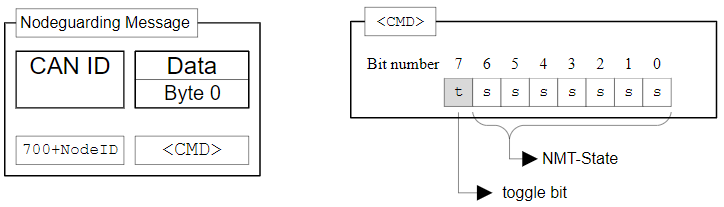 Nodeguarding Message
CAN ID
Data
Byte 0
700+NodeID
<CMD>
<CMD>
Bit number 7 6 5 4 3 2 1 0
t s s s s s s s
NMT-State
toggle bit